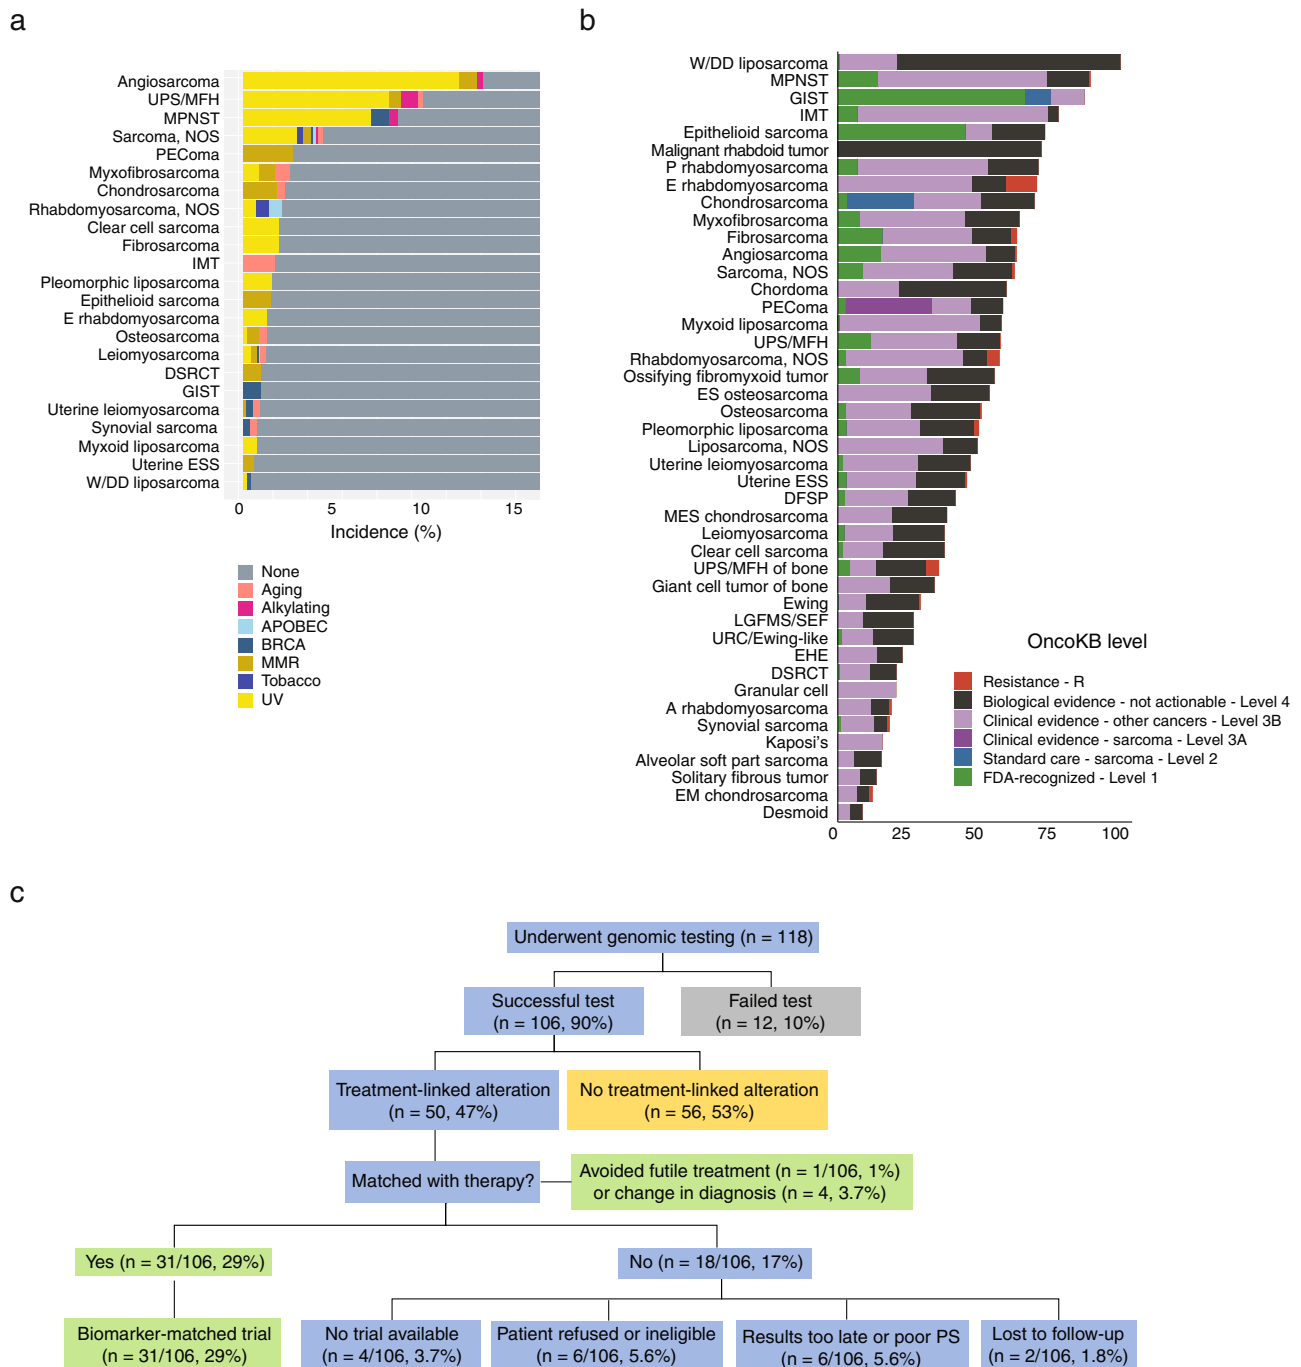 a
Angiosarcoma
UPS/MFH
MPNST
Sarcoma, NOS
PEComa
Myxofibrosarcoma
Chondrosarcoma
Rhabdomyosarcoma, NOS
Clear cell sarcoma
Fibrosarcoma
IMT
Pleomorphic liposarcoma
Epithelioid sarcoma
E rhabdomyosarcoma
Osteosarcoma
Leiomyosarcoma
DSRCT
GIST
Uterine leiomyosarcoma
Synovial sarcoma
Myxoid liposarcoma
Uterine ESS
W/DD liposarcoma
0 5 10 15
Incidence (%)
None
Aging
Alkylating
APOBEC
BRCA
MMR
Tobacco
UV
b
W/DD liposarcoma
MPNST
GIST
IMT
Epithelioid sarcoma
Malignant rhabdoid tumor
P rhabdomyosarcoma
E rhabdomyosarcoma
Chondrosarcoma
Myxofibrosarcoma
Fibrosarcoma
Angiosarcoma
Sarcoma, NOS
Chordoma
PEComa
Myxoid liposarcoma
UPS/MFH
Rhabdomyosarcoma, NOS
Ossifying fibromyxoid tumor
ES osteosarcoma
Osteosarcoma
Pleomorphic liposarcoma
Liposarcoma, NOS
Uterine leiomyosarcoma
Uterine ESS
DFSP
MES chondrosarcoma
Leiomyosarcoma
Clear cell sarcoma
UPS/MFH of bone
Giant cell tumor of bone
Ewing
LGFMS/SEF
URC/Ewing-like
EHE
DSRCT
Granular cell
A rhabdomyosarcoma
Synovial sarcoma
Kaposi's
Alveolar soft part sarcoma
Solitary fibrous tumor
EM chondrosarcoma
Desmoid
0 25 50 75 100
OncoKB level
Resistance - R
Biological evidence - not actionable - Level 4
Clinical evidence - other cancers - Level 3B
Clinical evidence - sarcoma - Level 3A
Standard care - sarcoma - Level 2
FDA-recognized - Level 1
c
Underwent genomic testing (n = 118)
Successful test
(n = 106, 90%)
Failed test
(n = 12, 10%)
Treatment-linked alteration
(n = 50, 47%)
No treatment-linked alteration
(n = 56, 53%)
Matched with therapy?
Avoided futile treatment (n = 1/106, 1%)
or change in diagnosis (n = 4, 3.7%)
Yes (n = 31/106, 29%)
No (n = 18/106, 17%)
Biomarker-matched trial
(n = 31/106, 29%)
No trial available
(n = 4/106, 3.7%)
Patient refused or ineligible
(n = 6/106, 5.6%)
Results too late or poor PS
(n = 6/106, 5.6%)
Lost to follow-up
(n = 2/106, 1.8%)